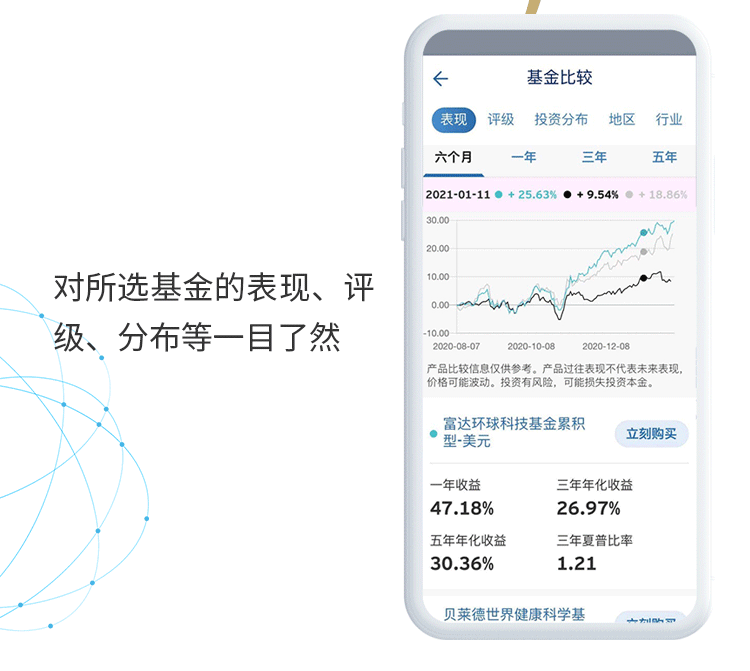 对所选基金的表现、评
级、分布等一目了然
基金比较
表现 评级 投资分布 地区 行业
六个月 一年 三年 五年
2021-01-11 + 25.63% + 9.54% + 18.86%
30.00
20.00
10.00
0.00
-10.00
2020-08-07 2020-10-08 2020-12-08
产品比较信息仅供参考。产品过往表现不代表未来表现,
价格可能波动。投资有风险，可能损失投资本金。
富达环球科技基金累积
型-美元
立刻购买
一年收益 三年年化收益
47.18% 26.97%
五年年化收益 三年夏普比率
30.36% 1.21
贝莱德世界健康科学基
立刻购买